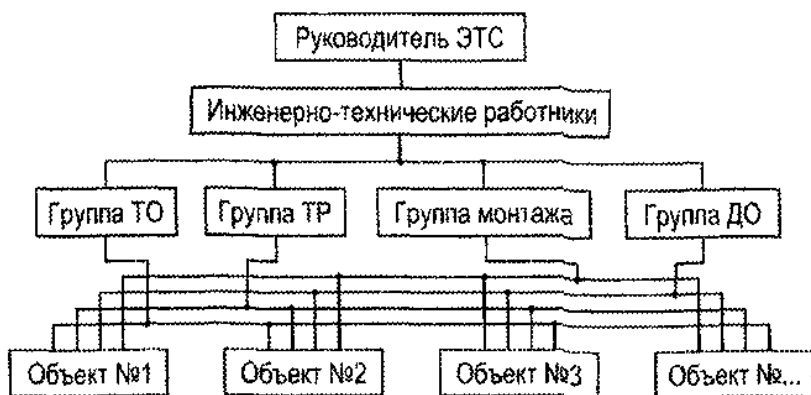 Руководитель ЭТС
Инженерно-технические работники
Группа ТО
Группа ТР
Группа монтажа
Группа ДО
Объект №1
Объект №2
Объект №3
Объект №...